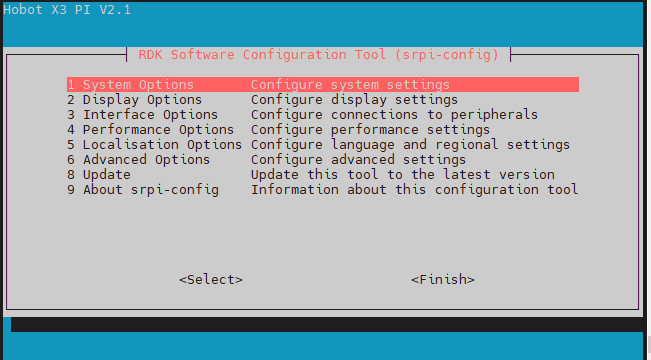 Hobot X3 PI V2.1
RDK Software Configuration Tool (srpi-config)
1 System Options Configure system settings
2 Display Options Configure display settings
3 Interface Options Configure connections to peripherals
4 Performance Options Configure performance settings
5 Localisation Options Configure language and regional settings
6 Advanced Options Configure advanced settings
8 Update Update this tool to the latest version
9 About srpi-config Information about this configuration tool
<Select> <Finish>